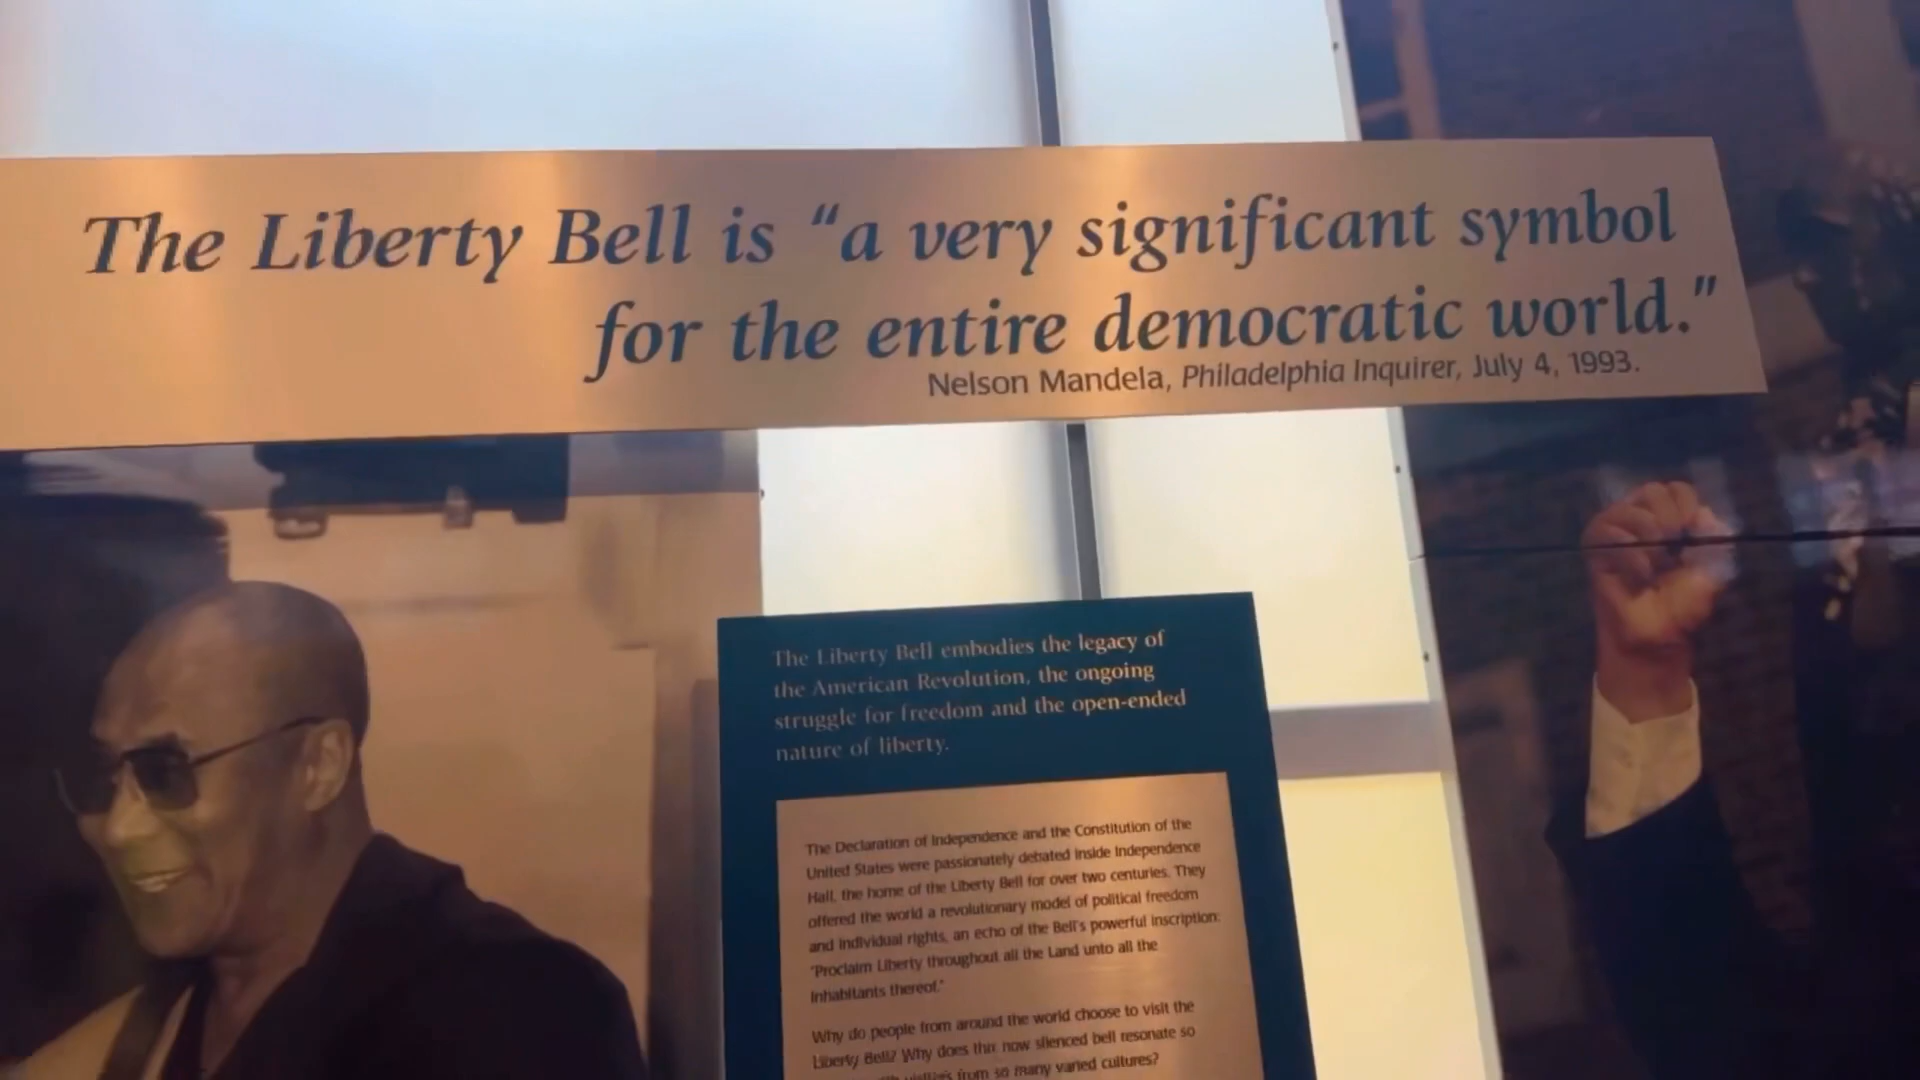 The Liberty Bell is “a very significant symbol
for the entire democratic world.”
Nelson Mandela, Philadelphia Inquirer, July 4, 1993.
The Liberty Bell embodies the legacy of
the American Revolution, the ongoing
struggle for freedom and the open-ended
nature of liberty.
The Declaration of Independence and the Constitution of the
United States were passionately debated inside Independence
Hall, the home of the Liberty Bell for over two centuries. They
offered the world a revolutionary model of political freedom
and individual rights, an echo of the Bell's powerful inscription:
"Proclaim Liberty throughout all the Land unto all the
Inhabitants thereof."
Why do people from around the world choose to visit the
Liberty Bell? Why does this now silenced bell resonate so
from so many varied cultures?